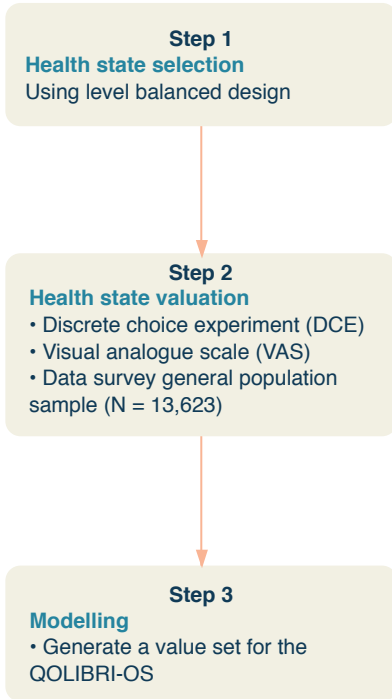 Step 1
Health state selection
Using level balanced design
Step 2
Health state valuation
• Discrete choice experiment (DCE)
• Visual analogue scale (VAS)
• Data survey general population
sample (N = 13,623)
Step 3
Modelling
• Generate a value set for the
QOLIBRI-OS